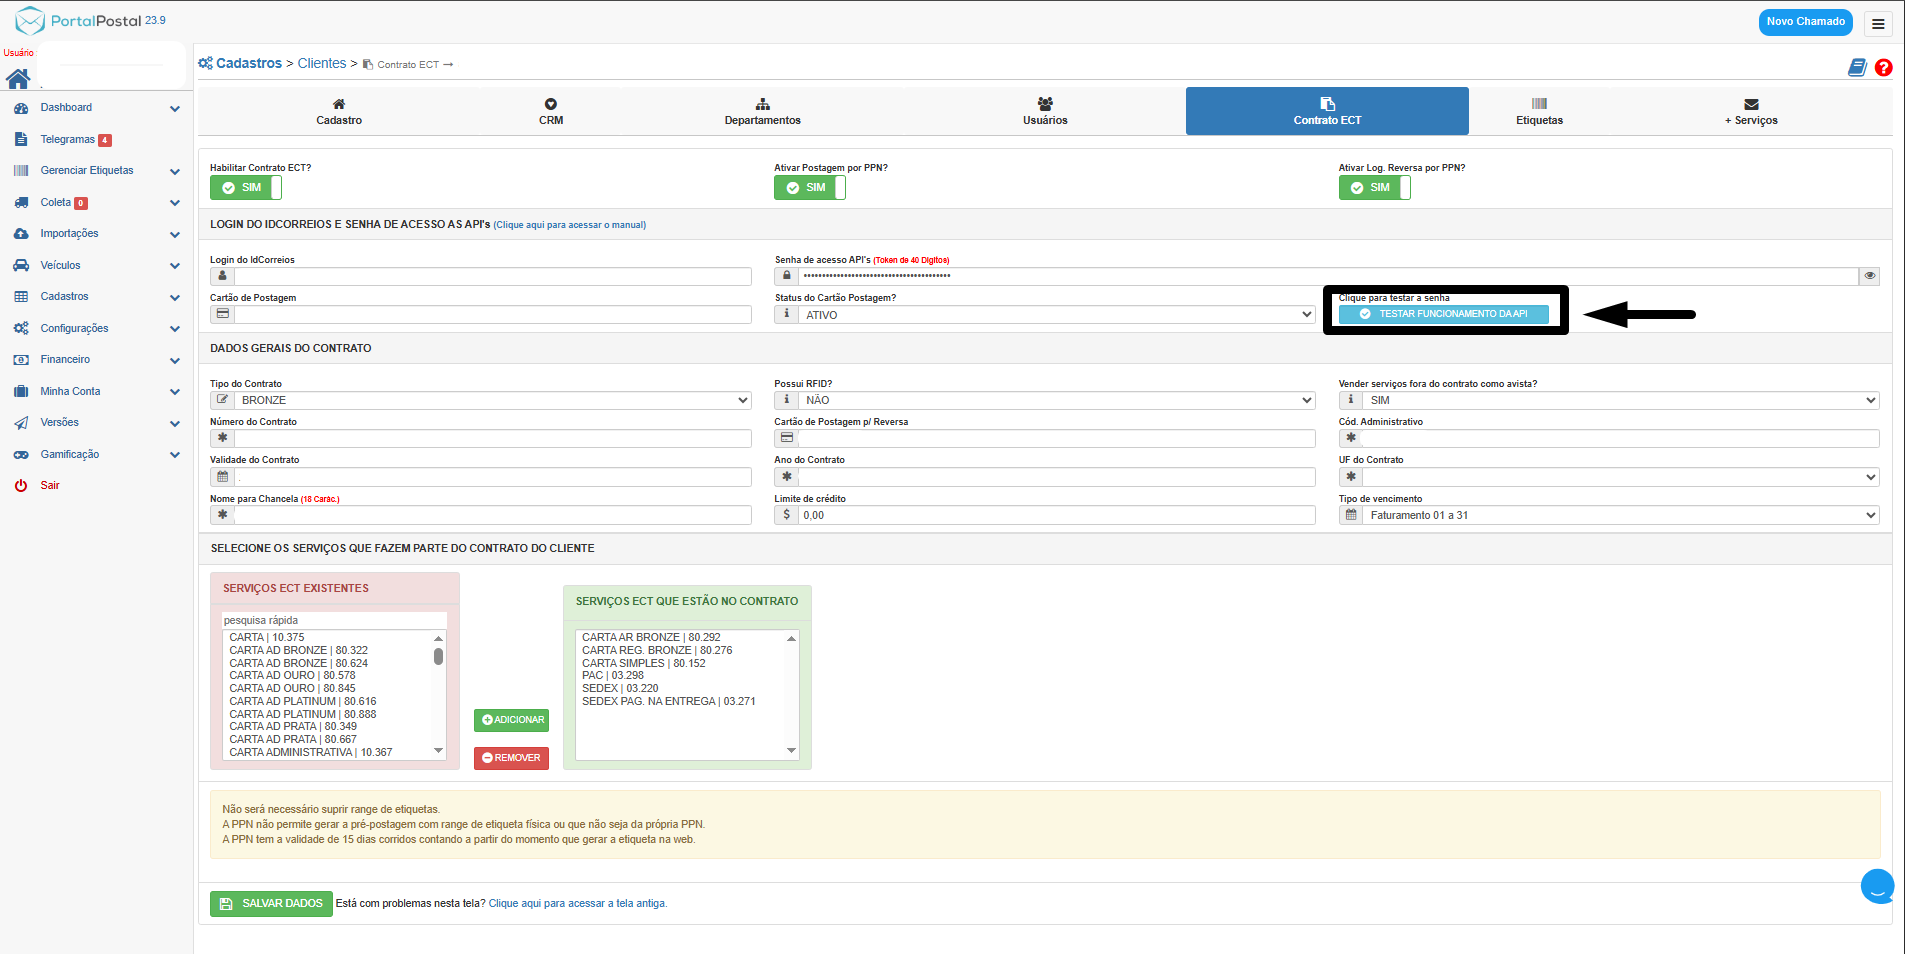 PortalPostal 23.9
Novo Chamado
Usuário:
Cadastros > Clientes > Contrato ECT →
Dashboard
Telegramas 4
Gerenciar Etiquetas
Coleta 0
Importações
Veículos
Cadastros
Configurações
Financeiro
Minha Conta
Versões
Gamificação
Sair
Cadastro
CRM
Departamentos
Usuários
Contrato ECT
Etiquetas
+ Serviços
Habilitar Contrato ECT?
SIM
Ativar Postagem por PPN?
SIM
Ativar Log. Reversa por PPN?
SIM
LOGIN DO IDCORREIOS E SENHA DE ACESSO AS API's (Clique aqui para acessar o manual)
Login do IdCorreios
Senha de acesso API's (Token de 40 Dígitos)
••••••••••••••••••••••••••••••••••••••••
Cartão de Postagem
Status do Cartão Postagem?
ATIVO
Clique para testar a senha
TESTAR FUNCIONAMENTO DA API
DADOS GERAIS DO CONTRATO
Tipo do Contrato
BRONZE
Possui RFID?
NÃO
Vender serviços fora do contrato como avista?
SIM
Número do Contrato
Cartão de Postagem p/ Reversa
Cód. Administrativo
Validade do Contrato
Ano do Contrato
UF do Contrato
Nome para Chancela (18 Carác.)
Limite de crédito
$ 0,00
Tipo de vencimento
Faturamento 01 a 31
SELECIONE OS SERVIÇOS QUE FAZEM PARTE DO CONTRATO DO CLIENTE
SERVIÇOS ECT EXISTENTES
pesquisa rápida
CARTA | 10.375
CARTA AD BRONZE | 80.322
CARTA AD BRONZE | 80.624
CARTA AD OURO | 80.578
CARTA AD OURO | 80.845
CARTA AD PLATINUM | 80.616
CARTA AD PLATINUM | 80.888
CARTA AD PRATA | 80.349
CARTA AD PRATA | 80.667
CARTA ADMINISTRATIVA | 10.367
ADICIONAR
REMOVER
SERVIÇOS ECT QUE ESTÃO NO CONTRATO
CARTA AR BRONZE | 80.292
CARTA REG. BRONZE | 80.276
CARTA SIMPLES | 80.152
PAC | 03.298
SEDEX | 03.220
SEDEX PAG. NA ENTREGA | 03.271
Não será necessário suprir range de etiquetas.
A PPN não permite gerar a pré-postagem com range de etiqueta física ou que não seja da própria PPN.
A PPN tem a validade de 15 dias corridos contando a partir do momento que gerar a etiqueta na web.
SALVAR DADOS Está com problemas nesta tela? Clique aqui para acessar a tela antiga.